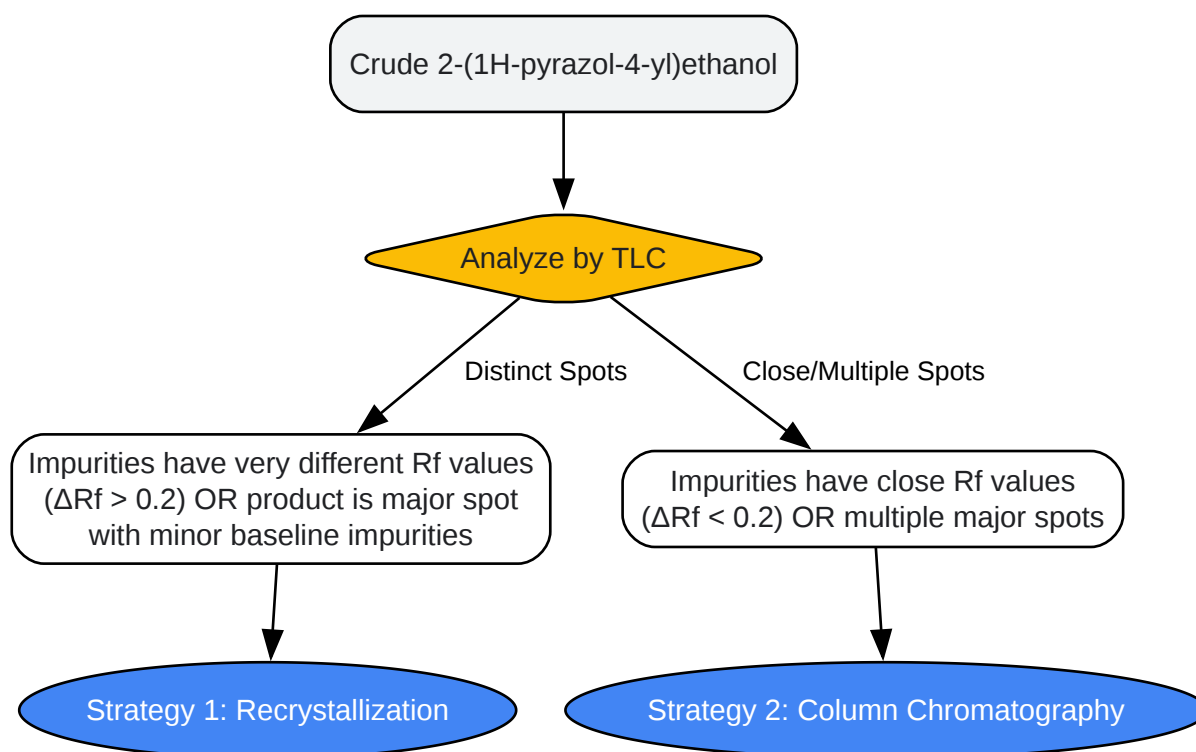 Crude 2-(1H-pyrazol-4-yl)ethanol
Analyze by TLC
Distinct Spots
Close/Multiple Spots
Impurities have very different Rf values
(ΔRf > 0.2) OR product is major spot
with minor baseline impurities
Impurities have close Rf values
(ΔRf < 0.2) OR multiple major spots
Strategy 1: Recrystallization
Strategy 2: Column Chromatography